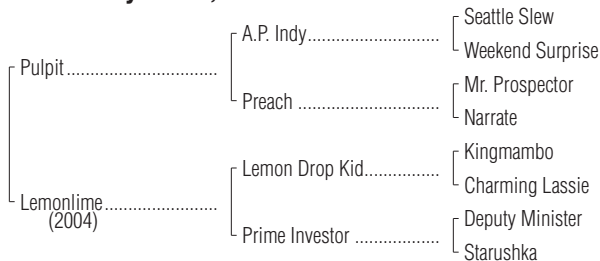 Seattle Slew
A.P. Indy
Weekend Surprise
Pulpit
Mr. Prospector
Preach
Narrate
Kingmambo
Lemon Drop Kid
Charming Lassie
Lemonlime
(2004)
Deputy Minister
Prime Investor
Starushka